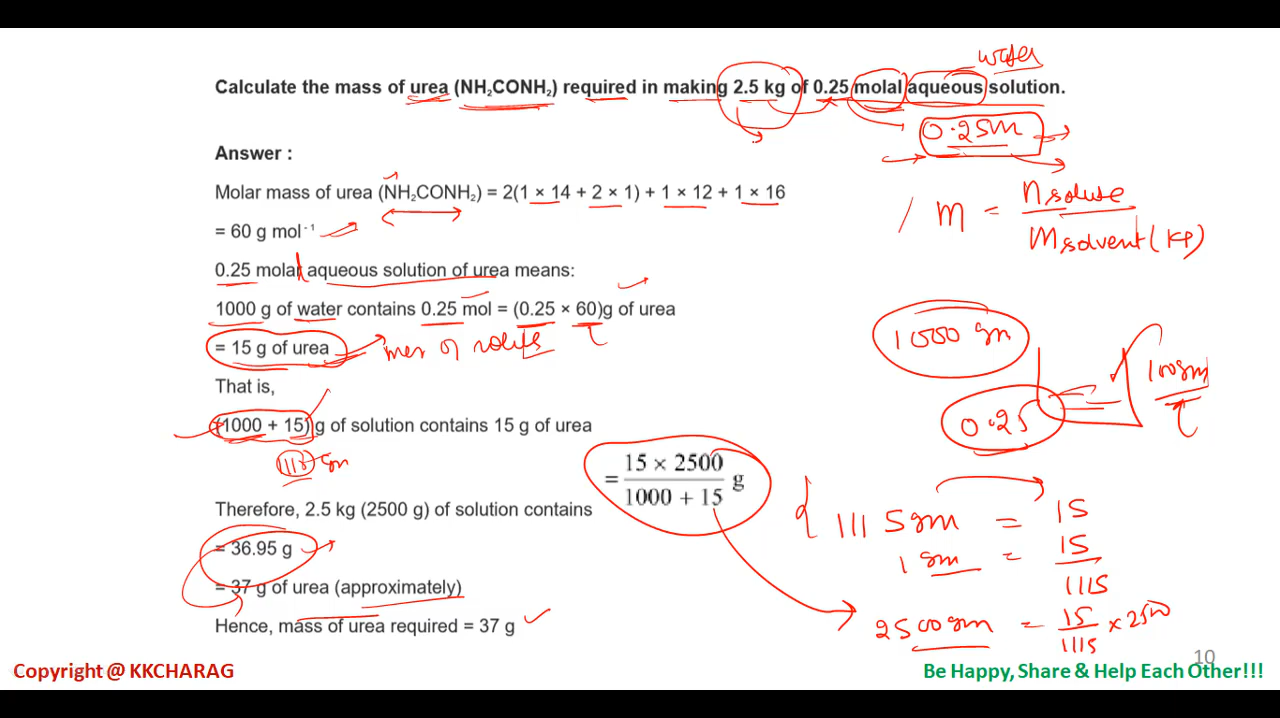 Calculate the mass of urea (NH₂CONH₂) required in making 2.5 kg of 0.25 molal aqueous solution.
water
0.25m
Answer :
Molar mass of urea (NH₂CONH₂) = 2(1 × 14 + 2 × 1) + 1 × 12 + 1 × 16
= 60 g mol⁻¹
m = nsolute / Msolvent (kg)
0.25 molal aqueous solution of urea means:
1000 g of water contains 0.25 mol = (0.25 × 60)g of urea
= 15 g of urea
mass of solute
1000 gm
0.25
That is,
(1000 + 15) g of solution contains 15 g of urea
1115 gm
= 15 × 2500 / 1000 + 15 g
Therefore, 2.5 kg (2500 g) of solution contains
= 36.95 g
= 37 g of urea (approximately)
Hence, mass of urea required = 37 g
1115 gm = 15
1 gm = 15 / 1115
2500 gm = 15 / 1115 × 2500
10
Copyright @ KKCHARAG
Be Happy, Share & Help Each Other!!!